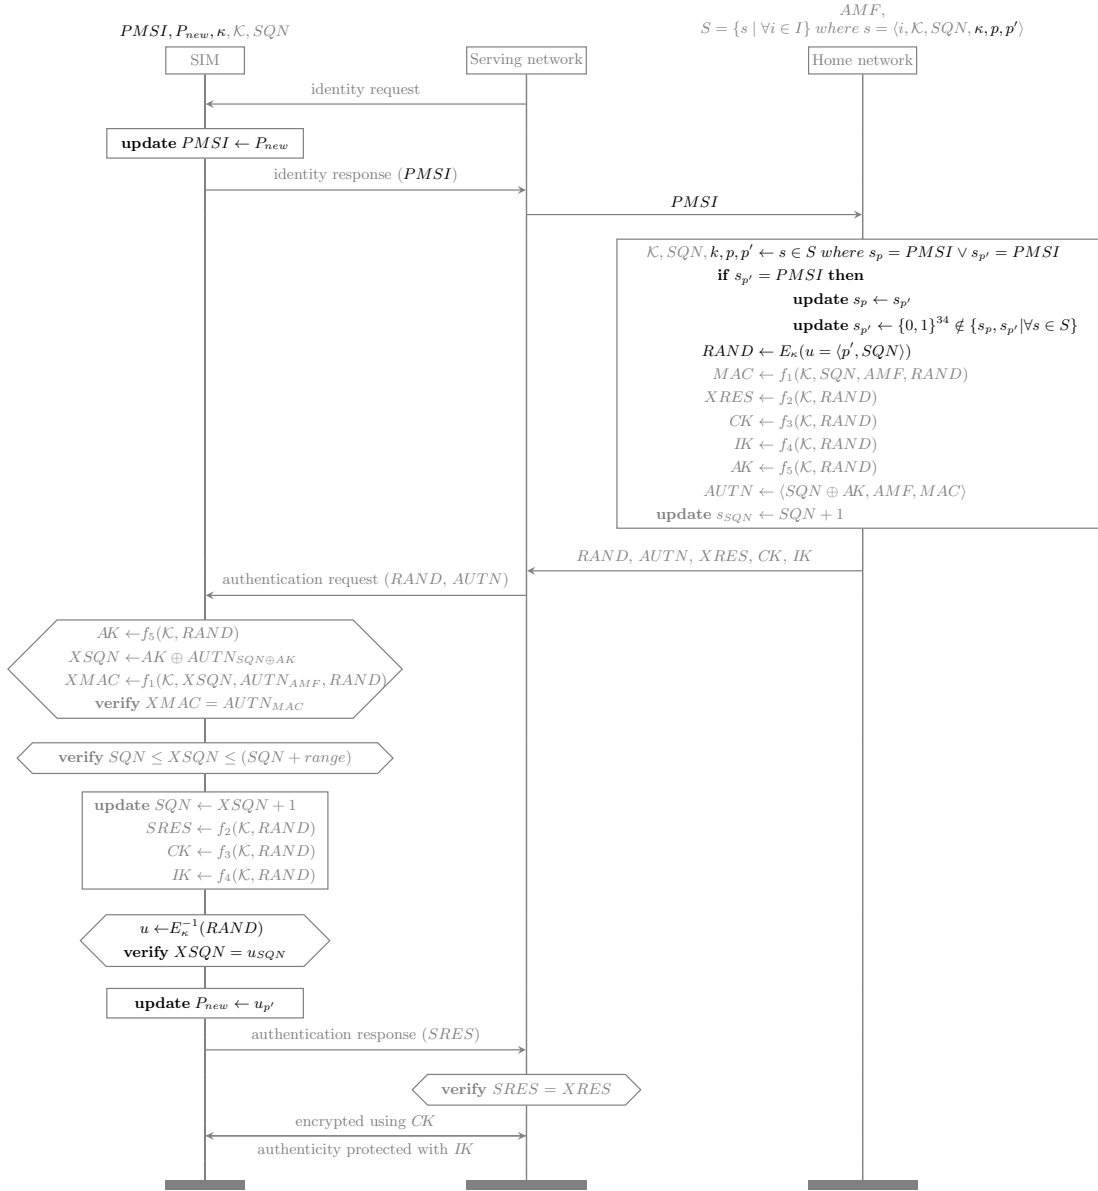 AMF,
PMSI, P_new, κ, 𝒦, SQN
S = {s | ∀i ∈ I} where s = ⟨i, 𝒦, SQN, κ, p, p′⟩
SIM
Serving network
Home network
identity request
update PMSI ← P_new
identity response (PMSI)
PMSI
𝒦, SQN, k, p, p′ ← s ∈ S where s_p = PMSI ∨ s_p′ = PMSI
if s_p′ = PMSI then
update s_p ← s_p′
update s_p′ ← {0, 1}^34 ∉ {s_p, s_p′|∀s ∈ S}
RAND ← E_κ(u = ⟨p′, SQN⟩)
MAC ← f_1(𝒦, SQN, AMF, RAND)
XRES ← f_2(𝒦, RAND)
CK ← f_3(𝒦, RAND)
IK ← f_4(𝒦, RAND)
AK ← f_5(𝒦, RAND)
AUTN ← ⟨SQN ⊕ AK, AMF, MAC⟩
update s_SQN ← SQN + 1
RAND, AUTN, XRES, CK, IK
authentication request (RAND, AUTN)
AK ←f_5(𝒦, RAND)
XSQN ←AK ⊕ AUTN_SQN⊕AK
XMAC ←f_1(𝒦, XSQN, AUTN_AMF, RAND)
verify XMAC = AUTN_MAC
verify SQN ≤ XSQN ≤ (SQN + range)
update SQN ← XSQN + 1
SRES ← f_2(𝒦, RAND)
CK ← f_3(𝒦, RAND)
IK ← f_4(𝒦, RAND)
u ←E_κ^−1(RAND)
verify XSQN = u_SQN
update P_new ← u_p′
authentication response (SRES)
verify SRES = XRES
encrypted using CK
authenticity protected with IK